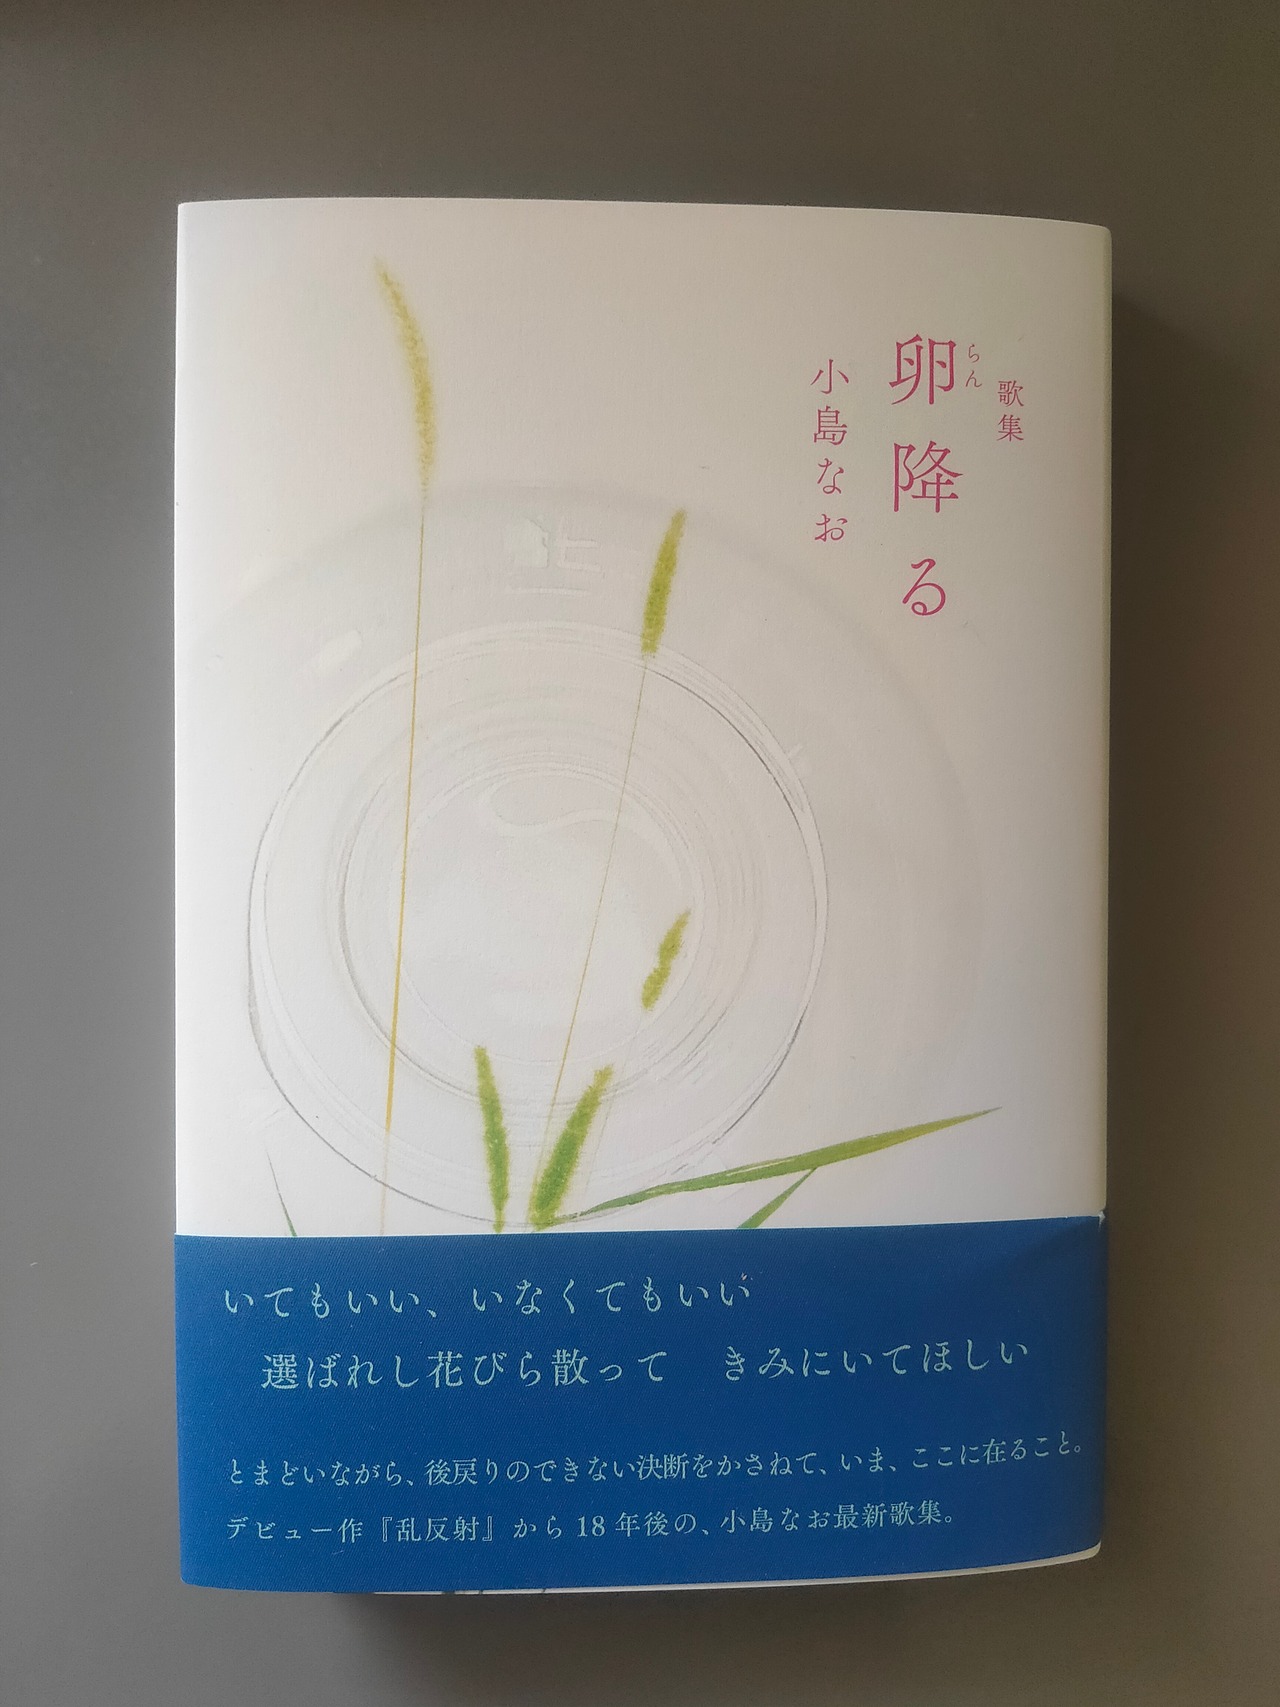 歌集
らん
卵降る
小島なお
いてもいい、いなくてもいい
選ばれし花びら散って　きみにいてほしい
とまどいながら、後戻りのできない決断をかさねて、いま、ここに在ること。
デビュー作『乱反射』から18年後の、小島なお最新歌集。